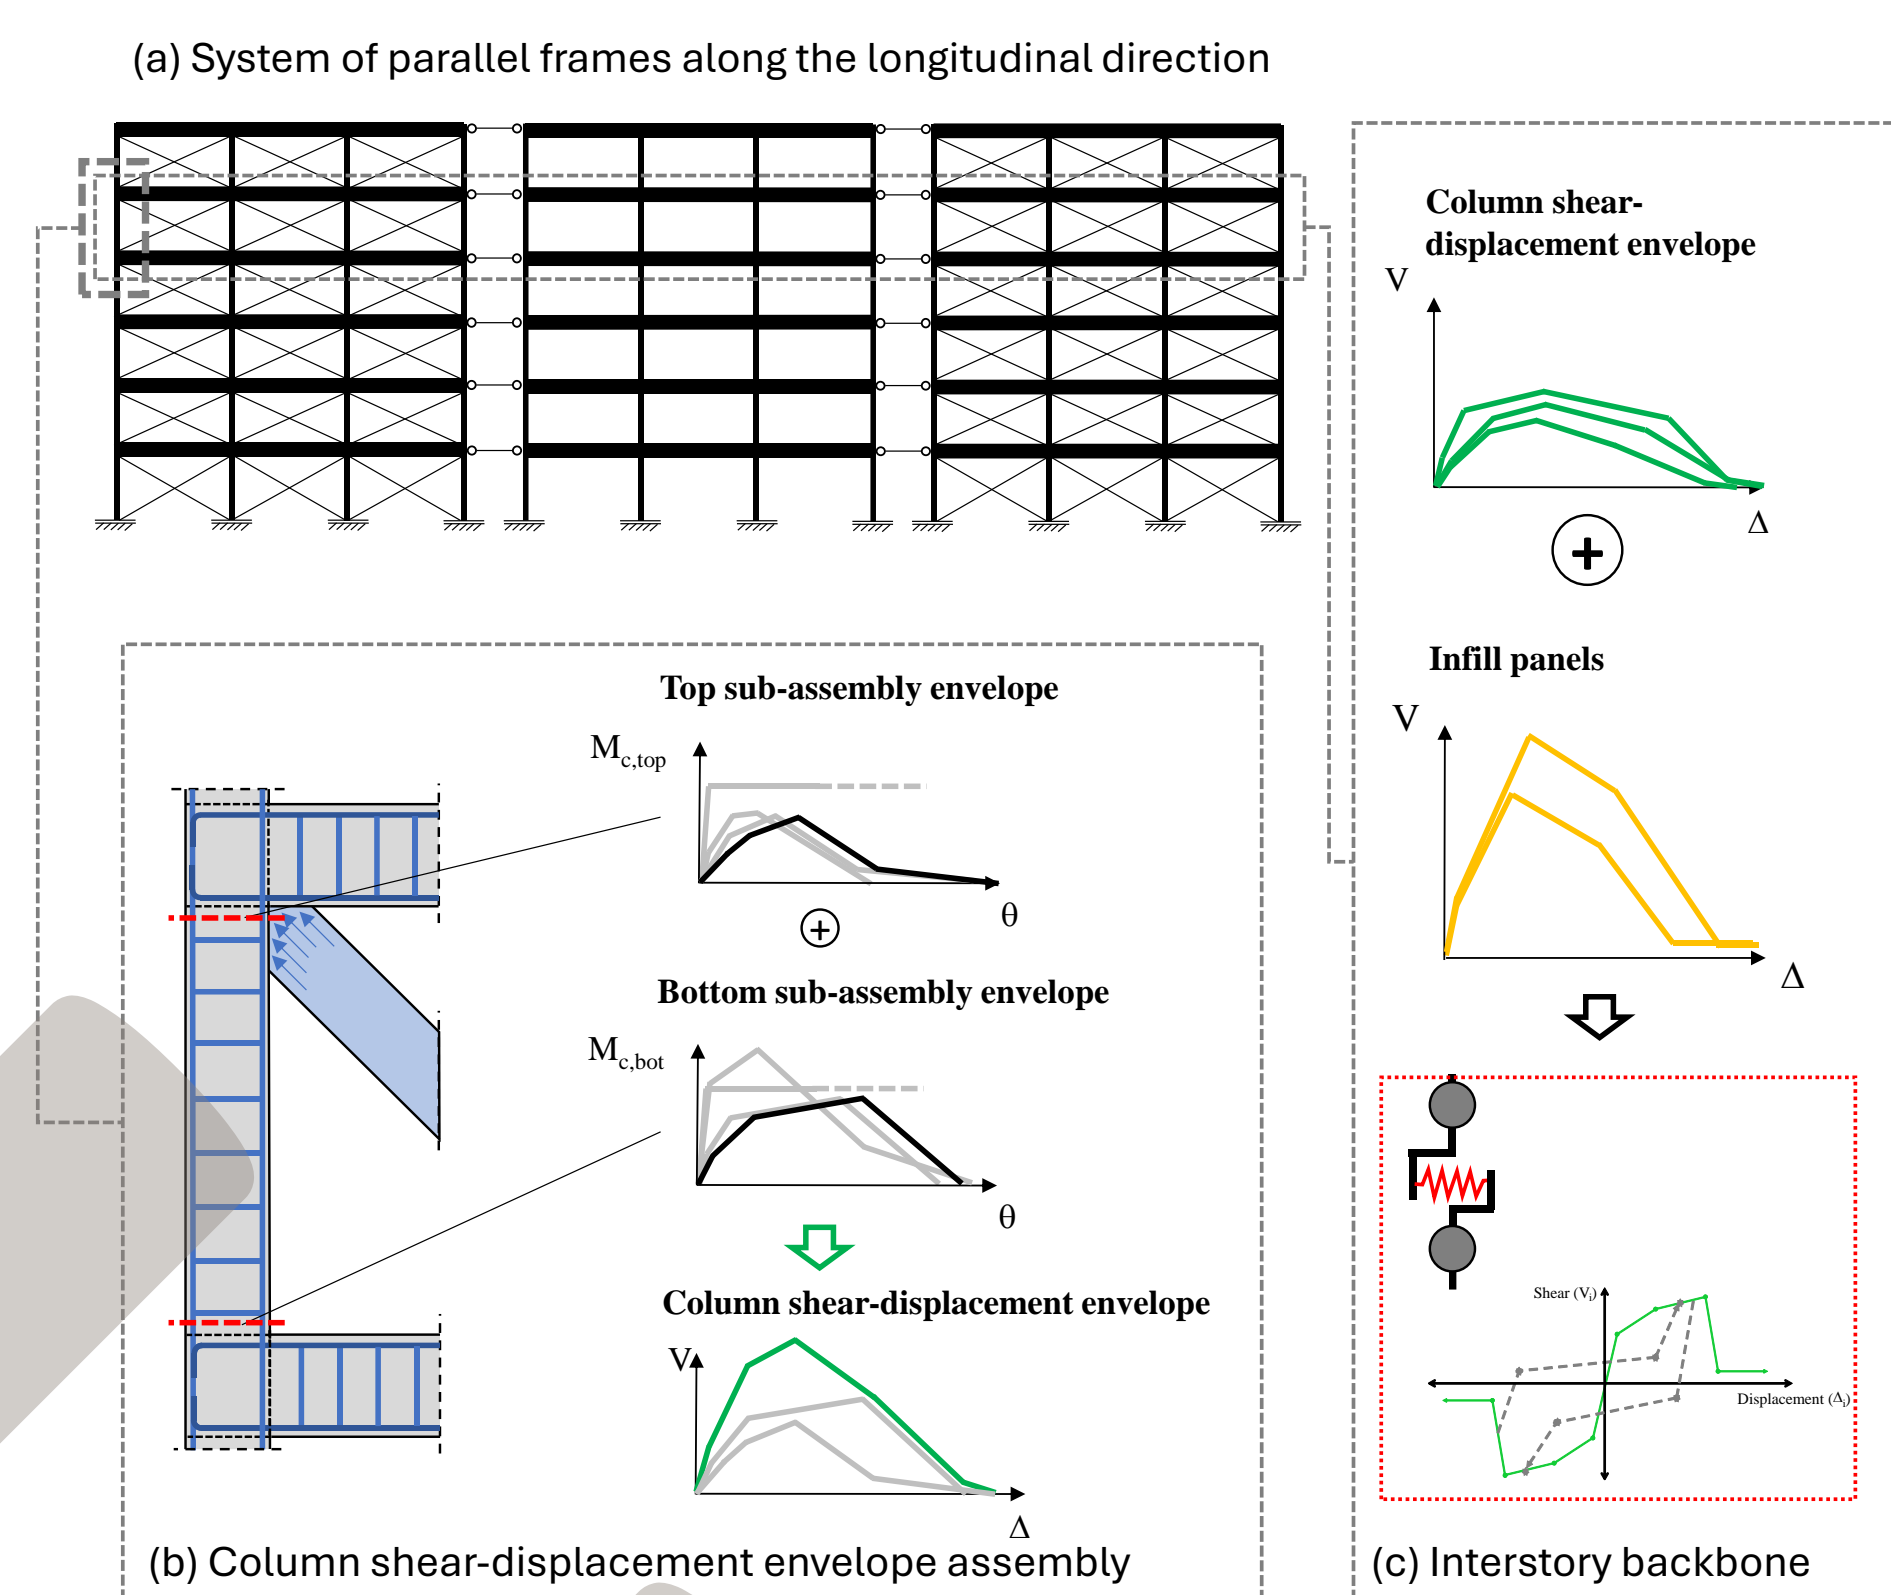 (a) System of parallel frames along the longitudinal direction
Column shear-
displacement envelope
V
Δ
+
Infill panels
V
Δ
Top sub-assembly envelope
Mc,top
θ
+
Bottom sub-assembly envelope
Mc,bot
θ
Column shear-displacement envelope
V
Δ
Shear (Vi)
Displacement (Δi)
(b) Column shear-displacement envelope assembly
(c) Interstory backbone